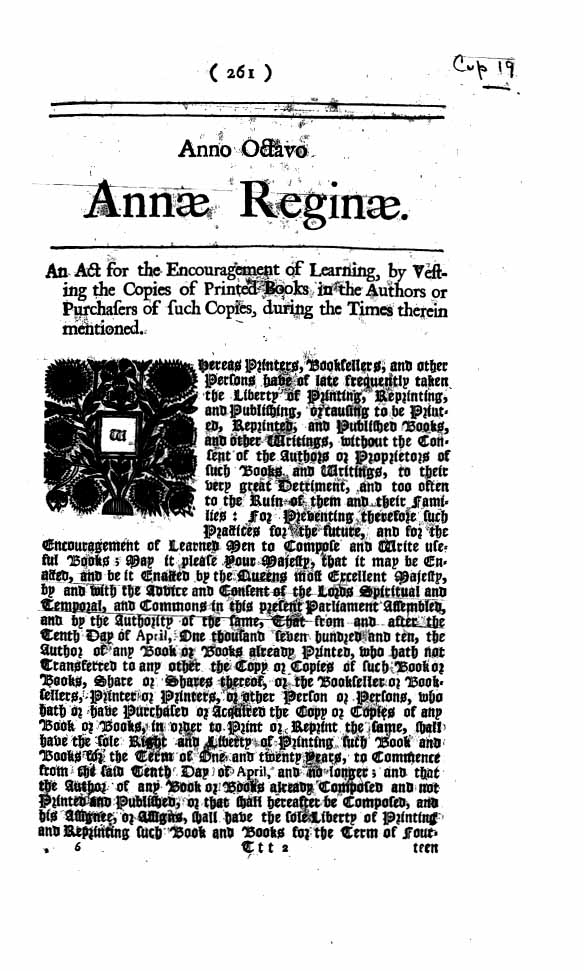 ( 261 )
Cup 19
Anno Octavo
Annæ Reginæ.
An Act for the Encouragement of Learning, by Veſt-
ing the Copies of Printed Books in the Authors or
Purchaſers of ſuch Copies, during the Times therein
mentioned.
Whereas Printers, Bookſellers, and other
Perſons have of late frequently taken
the Liberty of Printing, Reprinting,
and Publiſhing, or cauſing to be Print-
ed, Reprinted, and Publiſhed Books,
and other Writings, without the Con-
ſent of the Authors or Proprietors of
ſuch Books and Writings, to their
very great Detriment, and too often
to the Ruin of them and their Fami-
lies : For Preventing therefore ſuch
Practices for the future, and for the
Encouragement of Learned Men to Compoſe and Write uſe-
ful Books ; May it pleaſe Your Majeſty, that it may be En-
acted, and be it Enacted by the Queens moſt Excellent Majeſty,
by and with the Advice and Conſent of the Lords Spiritual and
Temporal, and Commons in this preſent Parliament Aſſembled,
and by the Authority of the ſame, That from and after the
Tenth Day of April, One thouſand ſeven hundred and ten, the
Author of any Book or Books already Printed, who hath not
Transferred to any other the Copy or Copies of ſuch Book or
Books, Share or Shares thereof, or the Bookſeller or Book-
ſellers, Printer or Printers, or other Perſon or Perſons, who
hath or have Purchaſed or Acquired the Copy or Copies of any
Book or Books, in order to Print or Reprint the ſame, ſhall
have the ſole Right and Liberty of Printing ſuch Book and
Books for the Term of One and twenty Years, to Commence
from the ſaid Tenth Day of April, and no longer ; and that
the Author of any Book or Books already Compoſed and not
Printed and Publiſhed, or that ſhall hereafter be Compoſed, and
his Aſſignee, or Aſſigns, ſhall have the ſole Liberty of Printing
and Reprinting ſuch Book and Books for the Term of Four-
6 Ttt 2 teen